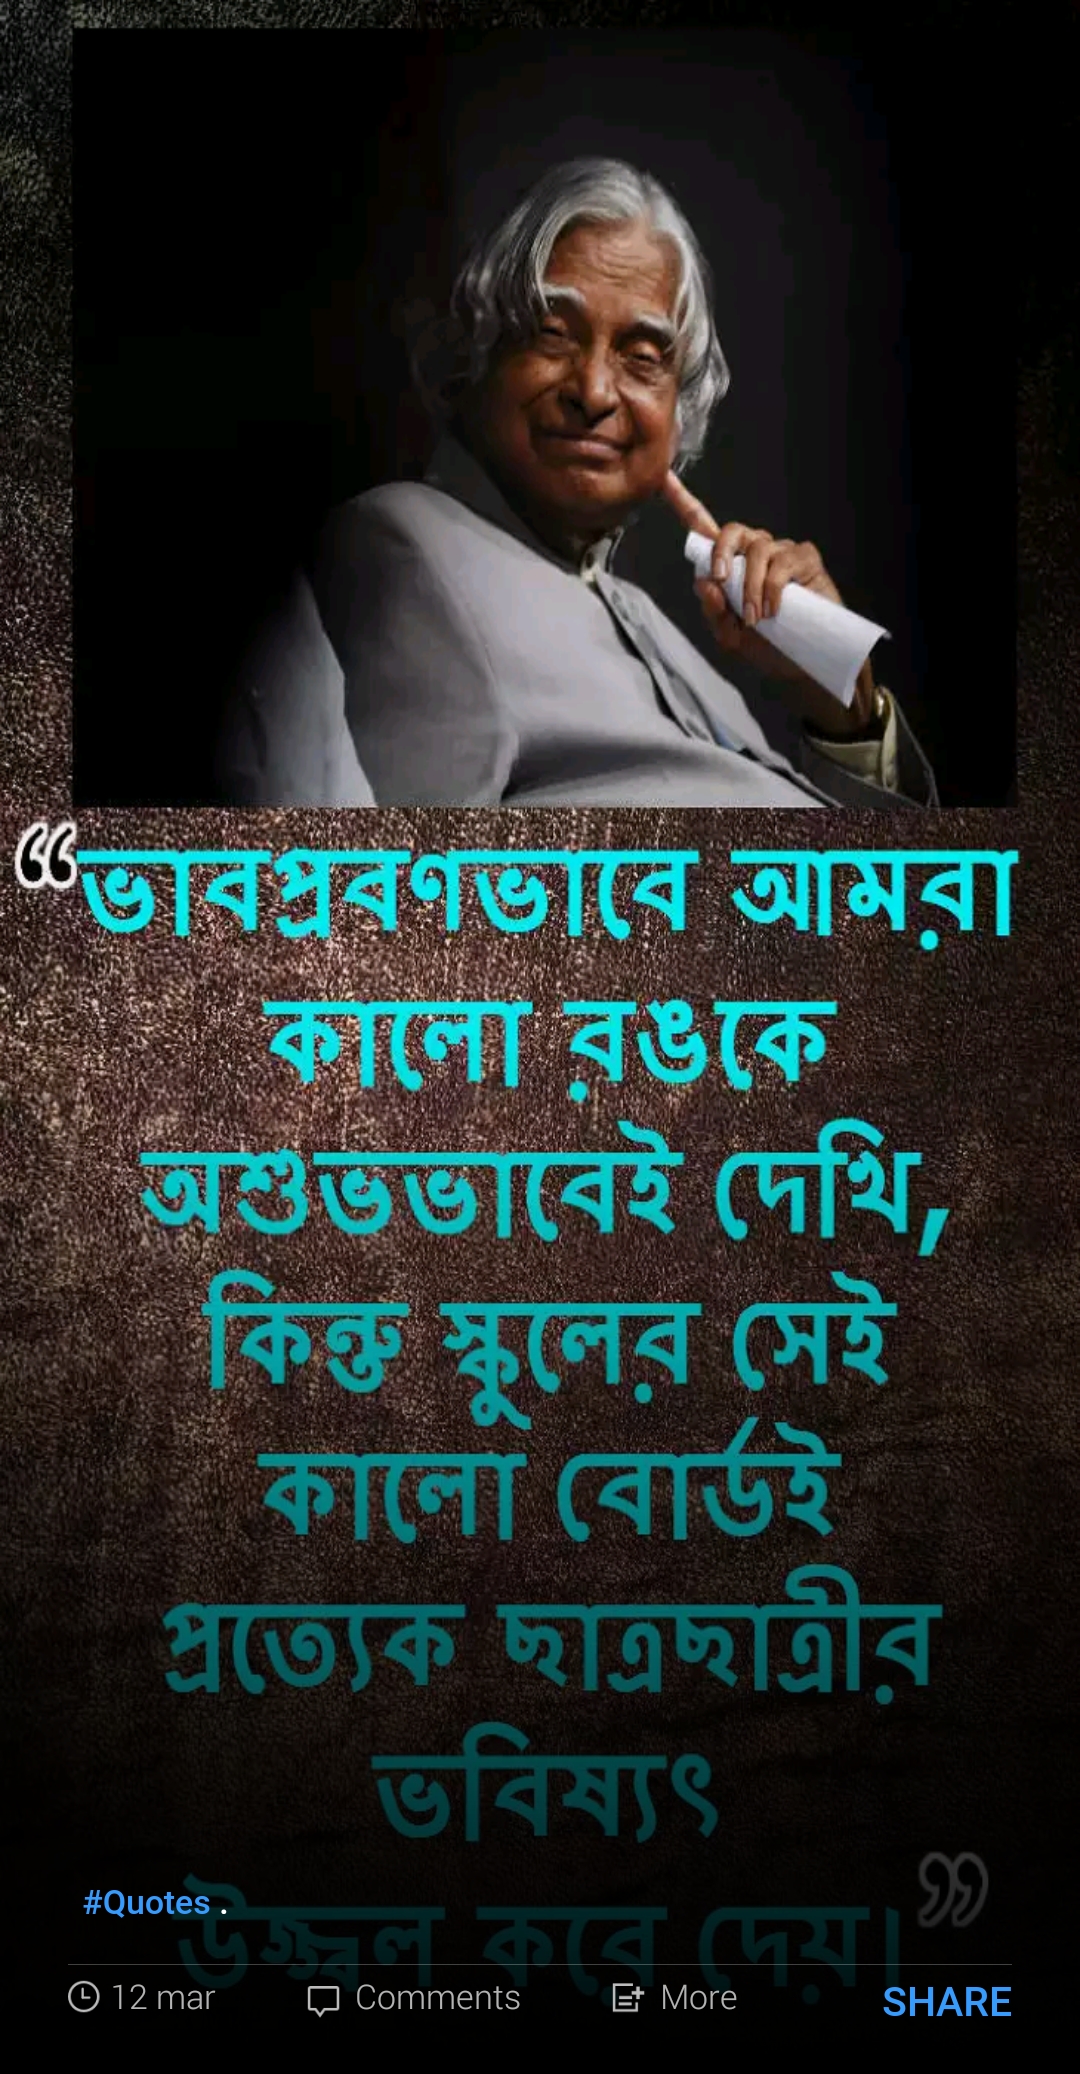 “ভাবপ্রবণভাবে আমরা
কালো রঙকে
অশুভভাবেই দেখি,
কিন্তু স্কুলের সেই
কালো বোর্ডই
প্রত্যেক ছাত্রছাত্রীর
ভবিষ্যৎ
উজ্জ্বল করে দেয়।”
#Quotes .
12 mar Comments More SHARE